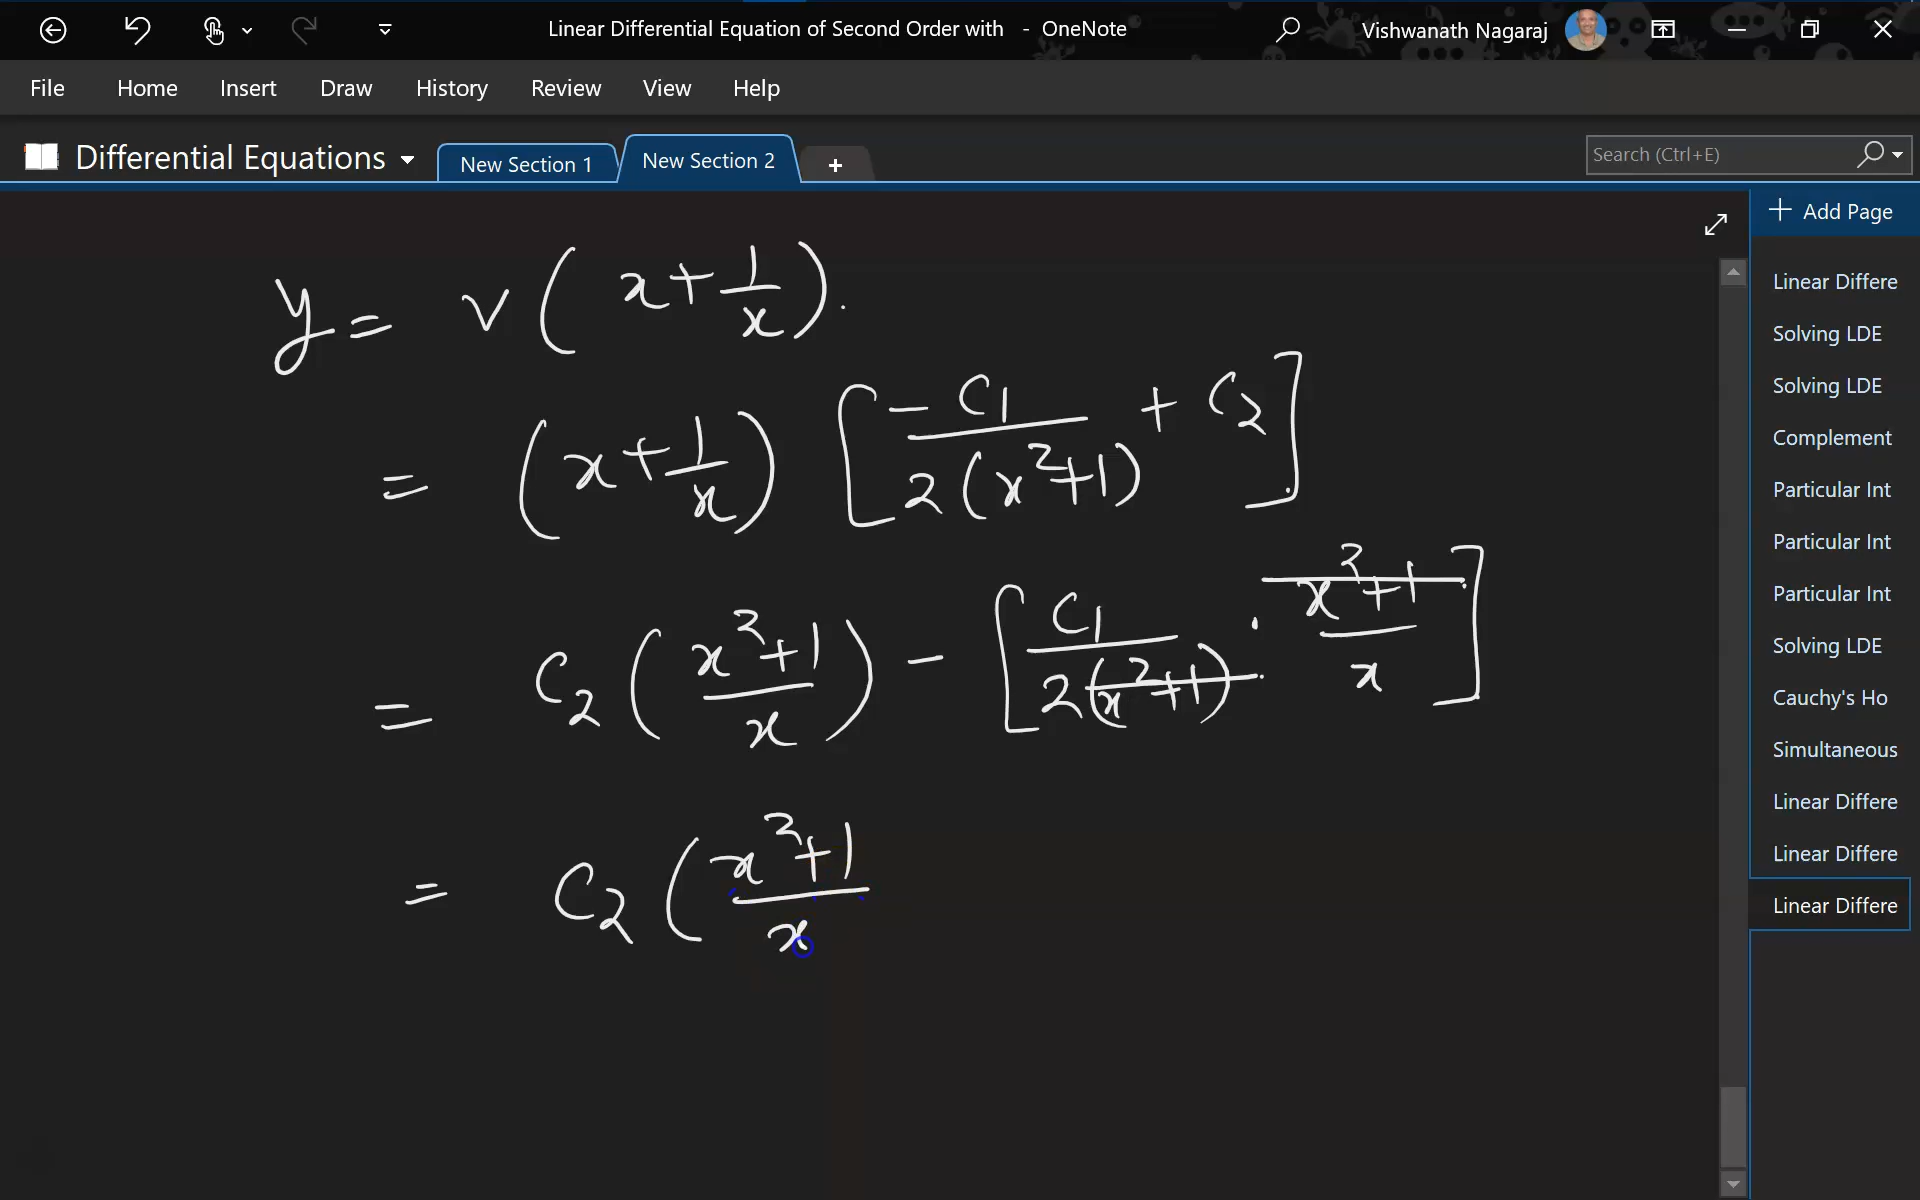 Linear Differential Equation of Second Order with - OneNote
Vishwanath Nagaraj
File Home Insert Draw History Review View Help
Differential Equations New Section 1 New Section 2 + Search (Ctrl+E)
+ Add Page
Linear Differe
Solving LDE
Solving LDE
Complement
Particular Int
Particular Int
Particular Int
Solving LDE
Cauchy's Ho
Simultaneous
Linear Differe
Linear Differe
Linear Differe
y = v(x + 1/x).
= (x + 1/x) [-C₁/2(x²+1) + C₂]
= C₂(x²+1/x) - [C₁/2(x²+1) · x²+1/x]
= C₂(x²+1/x